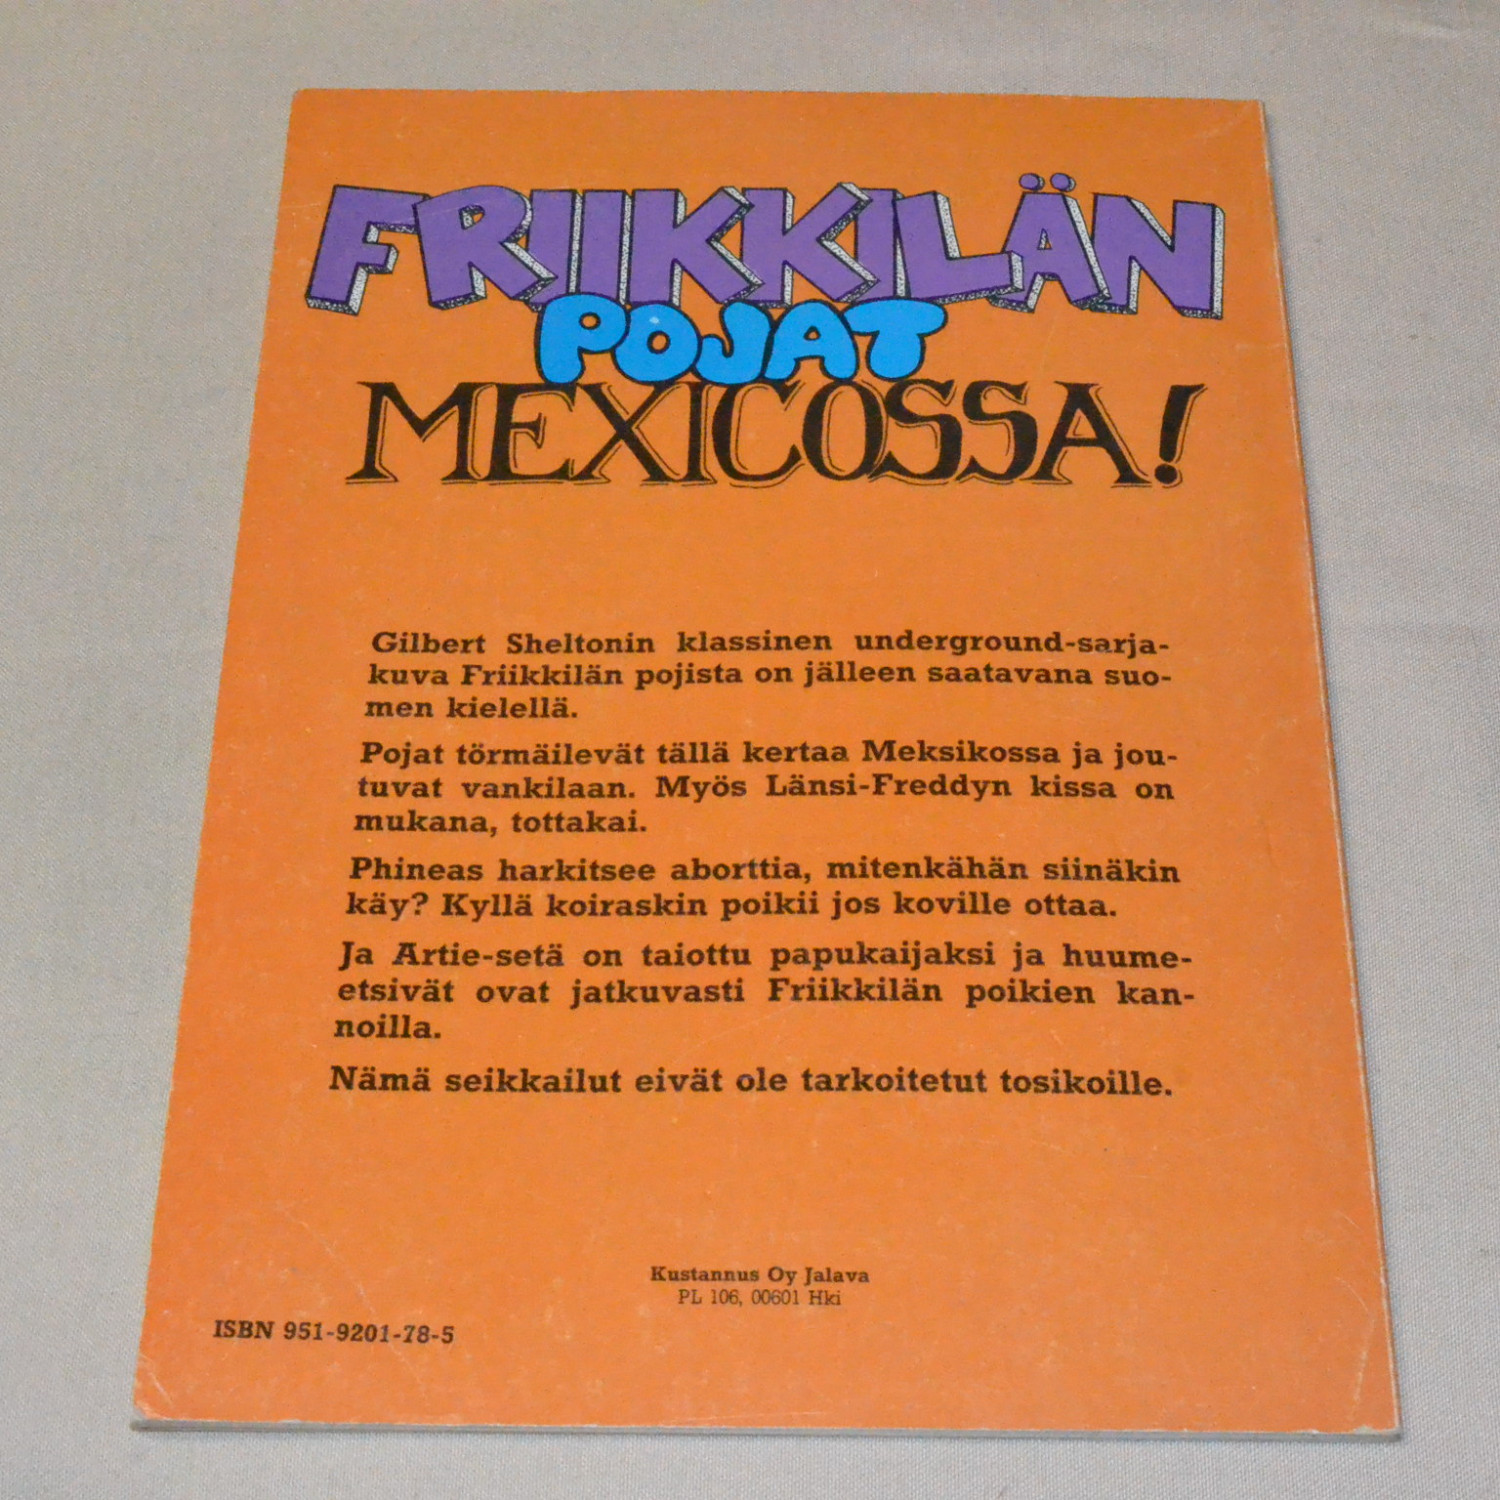 FRIIKKILÄN
POJAT
MEXICOSSA!
Gilbert Sheltonin klassinen underground-sarja-
kuva Friikkilän pojista on jälleen saatavana suo-
men kielellä.
Pojat törmäilevät tällä kertaa Meksikossa ja jou-
tuvat vankilaan. Myös Länsi-Freddyn kissa on
mukana, tottakai.
Phineas harkitsee aborttia, mitenkähän siinäkin
käy? Kyllä koiraskin poikii jos koville ottaa.
Ja Artie-setä on taiottu papukaijaksi ja huume-
etsivät ovat jatkuvasti Friikkilän poikien kan-
noilla.
Nämä seikkailut eivät ole tarkoitetut tosikoille.
Kustannus Oy Jalava
PL 106, 00601 Hki
ISBN 951-9201-78-5